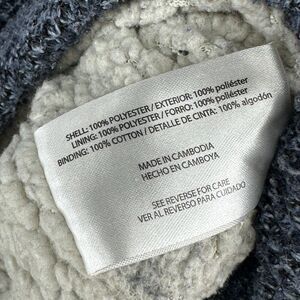 SHELL: 100% POLYESTER / EXTERIOR: 100% poliéster
LINING: 100% POLYESTER / FORRO: 100% poliéster
BINDING: 100% COTTON / DETALLE DE CINTA: 100% algodón
MADE IN CAMBODIA
HECHO EN CAMBOYA
SEE REVERSE FOR CARE
VER AL REVERSO PARA CUIDADO